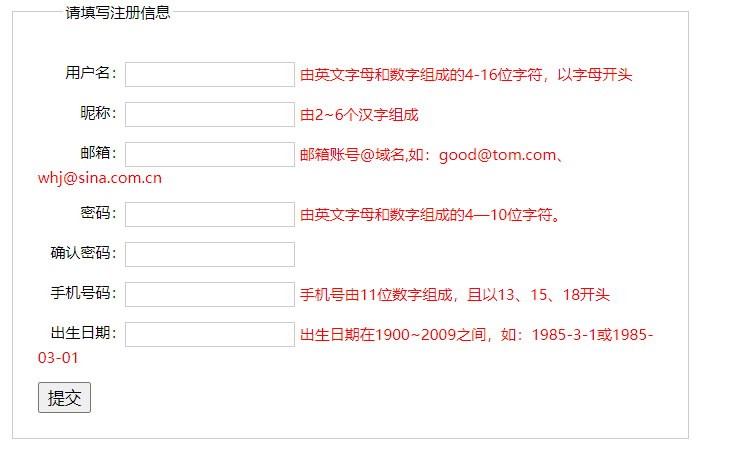 请填写注册信息
用户名： 由英文字母和数字组成的4-16位字符，以字母开头
昵称： 由2~6个汉字组成
邮箱： 邮箱账号@域名,如：good@tom.com、
whj@sina.com.cn
密码： 由英文字母和数字组成的4—10位字符。
确认密码：
手机号码： 手机号由11位数字组成，且以13、15、18开头
出生日期： 出生日期在1900~2009之间，如：1985-3-1或1985-
03-01
提交